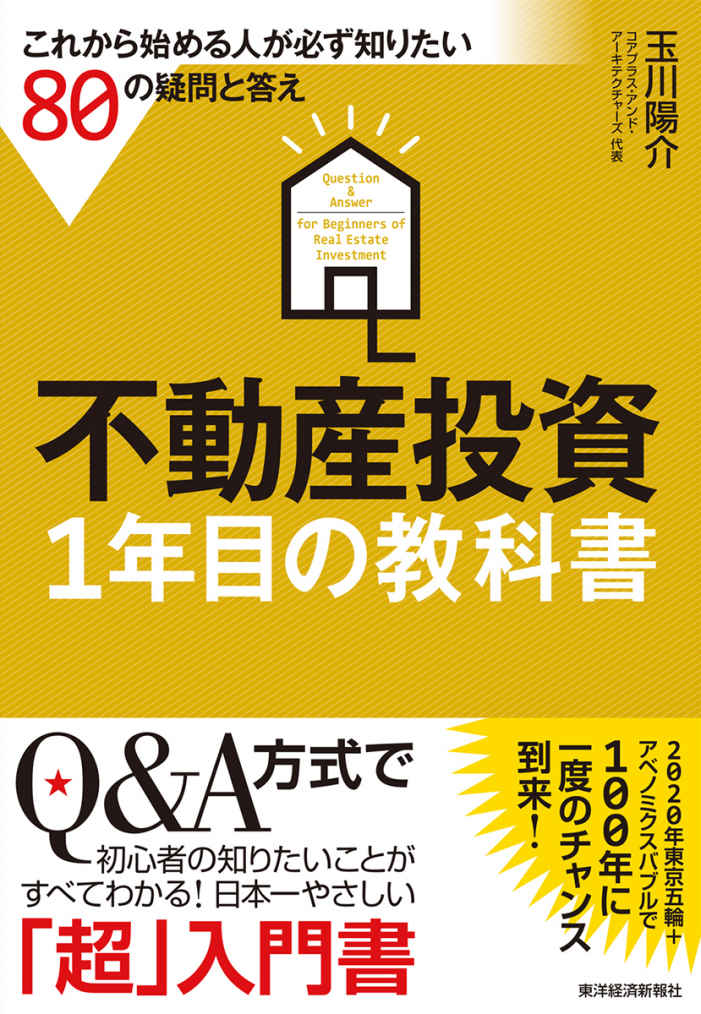 これから始める人が必ず知りたい
80の疑問と答え
玉川陽介
コアプラス・アンド・
アーキテクチャーズ 代表
Question
&
Answer
for Beginners of
Real Estate
Investment
不動産投資
1年目の教科書
Q&A方式で
初心者の知りたいことが
すべてわかる!日本一やさしい
「超」入門書
2020年東京五輪+
アベノミクスバブルで
100年に
一度のチャンス
到来!
東洋経済新報社